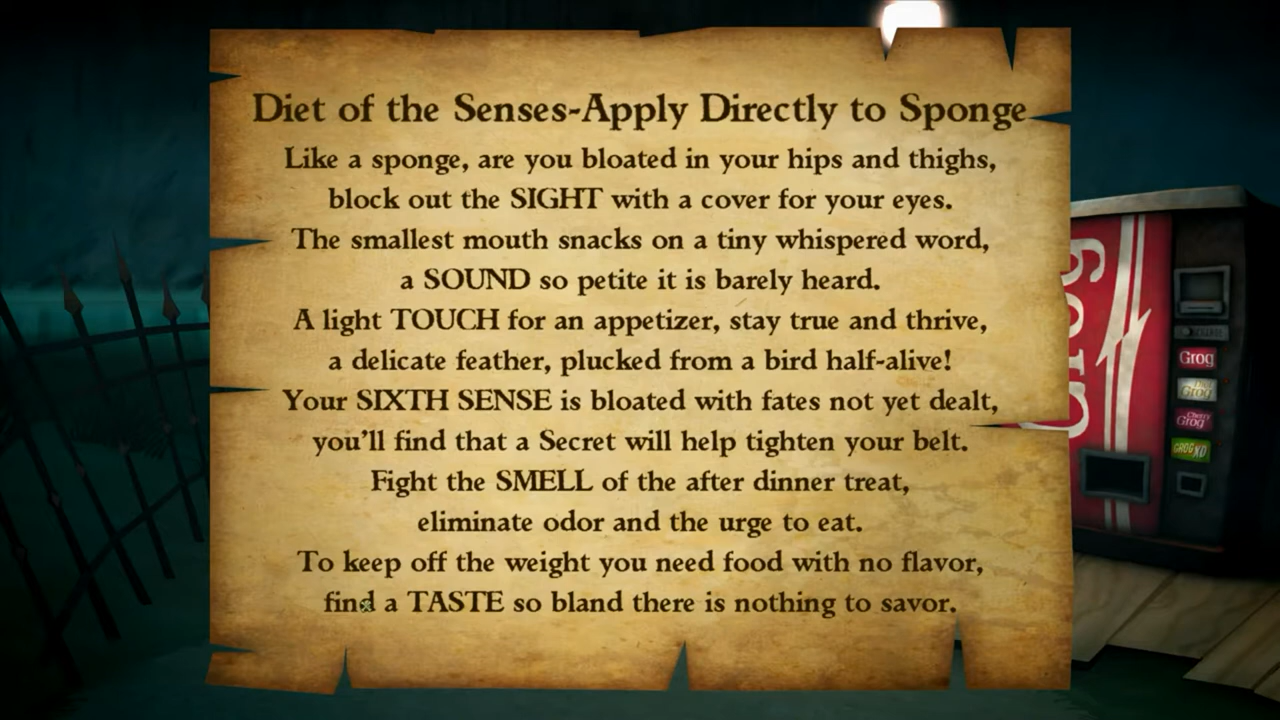 Diet of the Senses-Apply Directly to Sponge
Like a sponge, are you bloated in your hips and thighs,
block out the SIGHT with a cover for your eyes.
The smallest mouth snacks on a tiny whispered word,
a SOUND so petite it is barely heard.
A light TOUCH for an appetizer, stay true and thrive,
a delicate feather, plucked from a bird half-alive!
Your SIXTH SENSE is bloated with fates not yet dealt,
you'll find that a Secret will help tighten your belt.
Fight the SMELL of the after dinner treat,
eliminate odor and the urge to eat.
To keep off the weight you need food with no flavor,
find a TASTE so bland there is nothing to savor.
Grog
Grog
Grog
Cherry
Grog
GROG XD